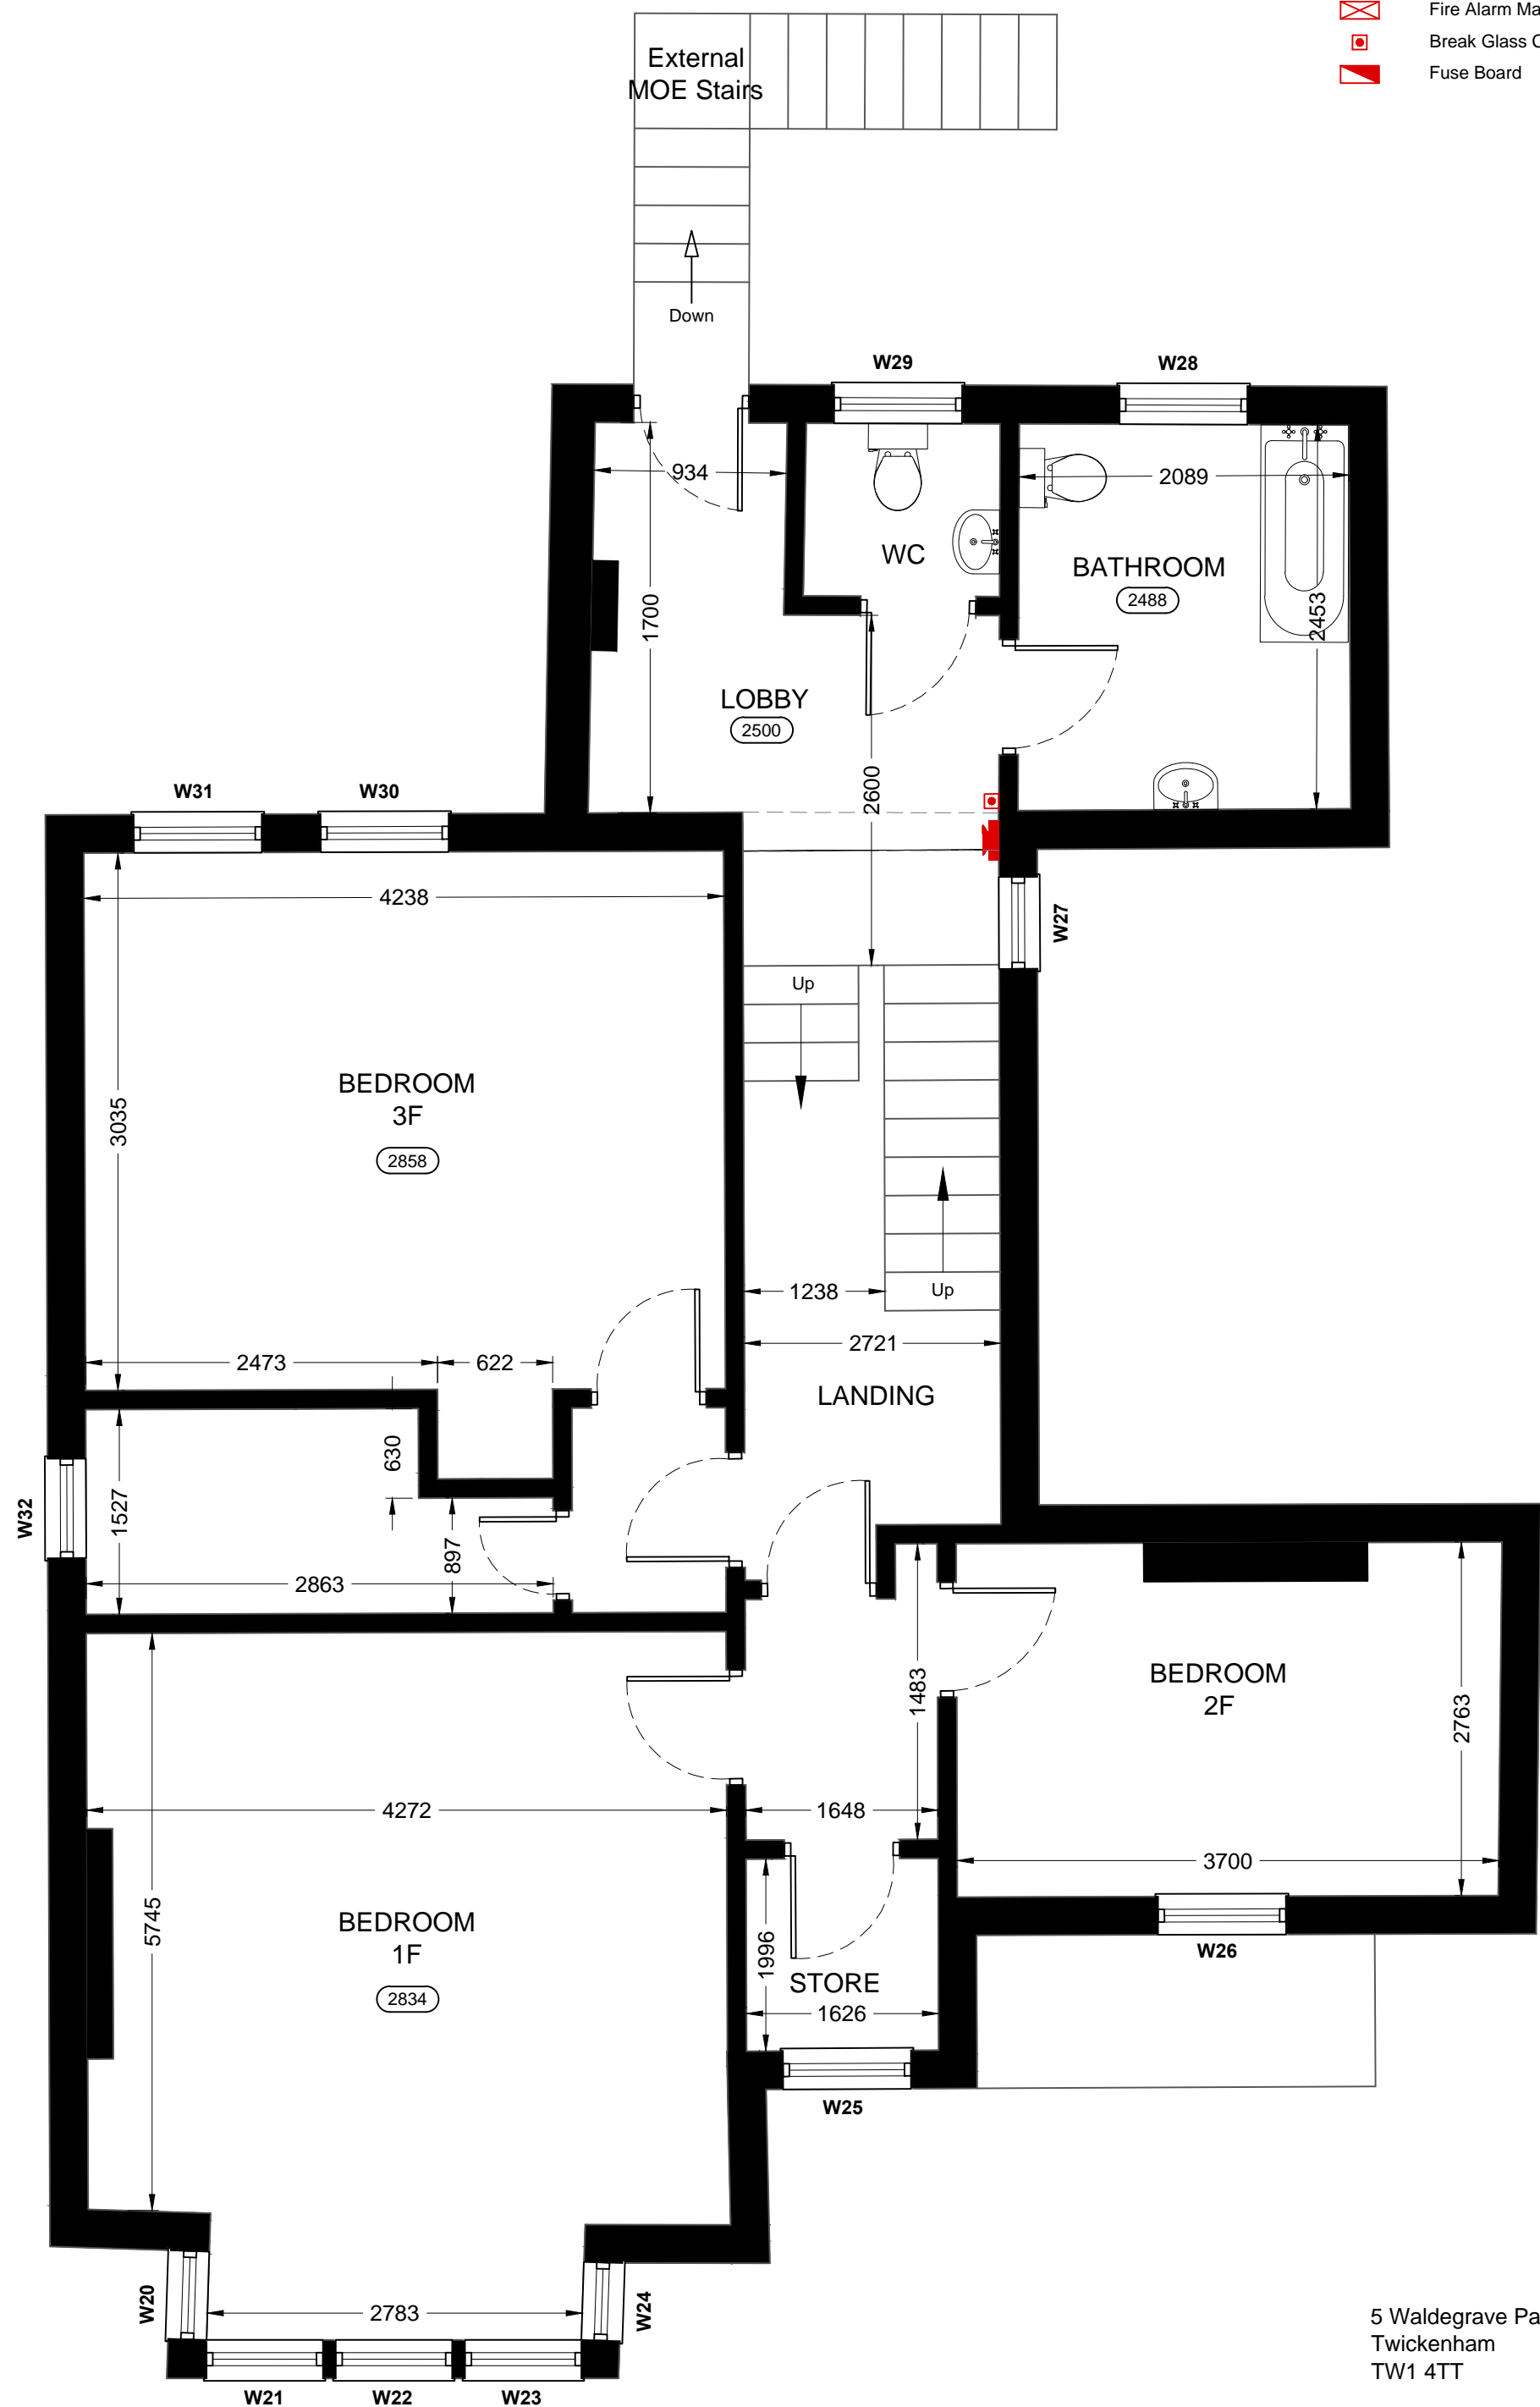 Fire Alarm Ma
Break Glass C
Fuse Board
External
MOE Stairs
Down
W29
W28
934
2089
WC
BATHROOM
2488
1700
2453
LOBBY
2500
2600
W31
W30
4238
W27
Up
BEDROOM
3F
2858
3035
1238
Up
2721
2473
622
LANDING
630
1527
W32
897
2863
1483
BEDROOM
2F
2763
4272
1648
3700
5745
BEDROOM
1F
2834
1996
STORE
1626
W26
W25
W20
2783
W24
W21
W22
W23
5 Waldegrave Pa
Twickenham
TW1 4TT